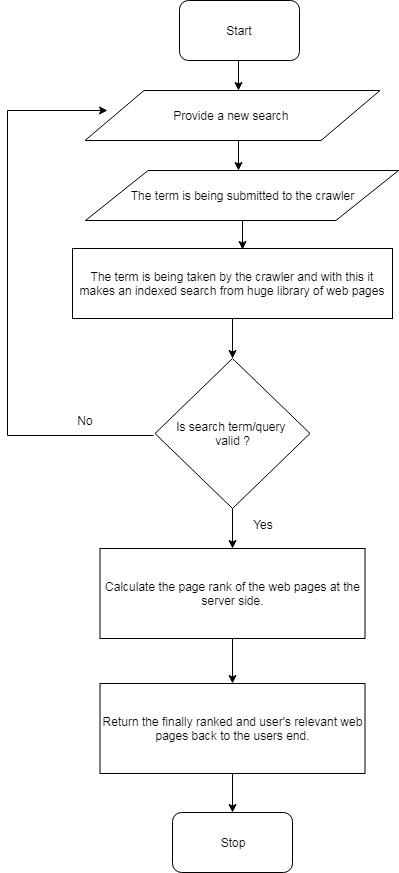 Start
Provide a new search
The term is being submitted to the crawler
The term is being taken by the crawler and with this it
makes an indexed search from huge library of web pages
Is search term/query
valid ?
No
Yes
Calculate the page rank of the web pages at the
server side.
Return the finally ranked and user's relevant web
pages back to the users end.
Stop